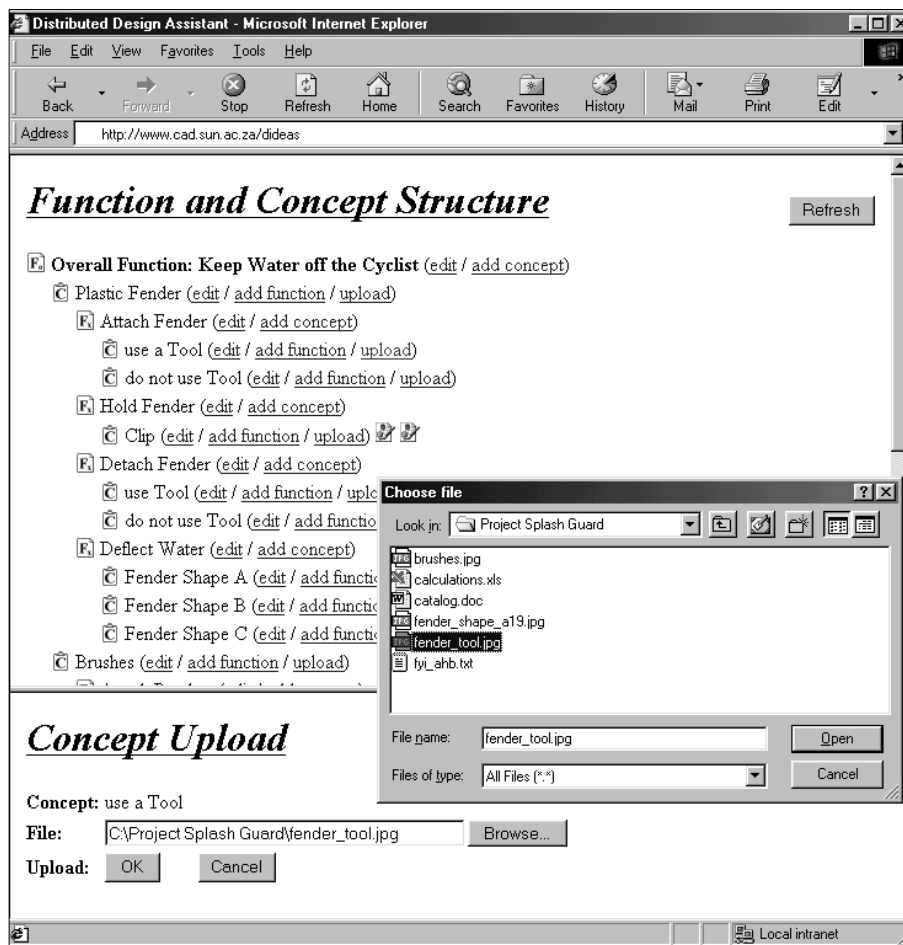 Distributed Design Assistant - Microsoft Internet Explorer
File Edit View Favorites Tools Help
Back Forward Stop Refresh Home Search Favorites History Mail Print Edit
Address http://www.cad.sun.ac.za/dideas
Function and Concept Structure
Refresh
Overall Function: Keep Water off the Cyclist (edit / add concept)
C Plastic Fender (edit / add function / upload)
Attach Fender (edit / add concept)
C use a Tool (edit / add function / upload)
C do not use Tool (edit / add function / upload)
Hold Fender (edit / add concept)
C Clip (edit / add function / upload)
Detach Fender (edit / add concept)
C use Tool (edit / add function / uplo
C do not use Tool (edit / add functio
Deflect Water (edit / add concept)
C Fender Shape A (edit / add functi
C Fender Shape B (edit / add functi
C Fender Shape C (edit / add functi
C Brushes (edit / add function / upload)
Choose file
Look in: Project Splash Guard
brushes.jpg
calculations.xls
catalog.doc
fender_shape_a19.jpg
fender_tool.jpg
fyi_ahb.txt
File name: fender_tool.jpg Open
Files of type: All Files (*.*) Cancel
Concept Upload
Concept: use a Tool
File: C:\Project Splash Guard\fender_tool.jpg Browse...
Upload: OK Cancel
Local intranet